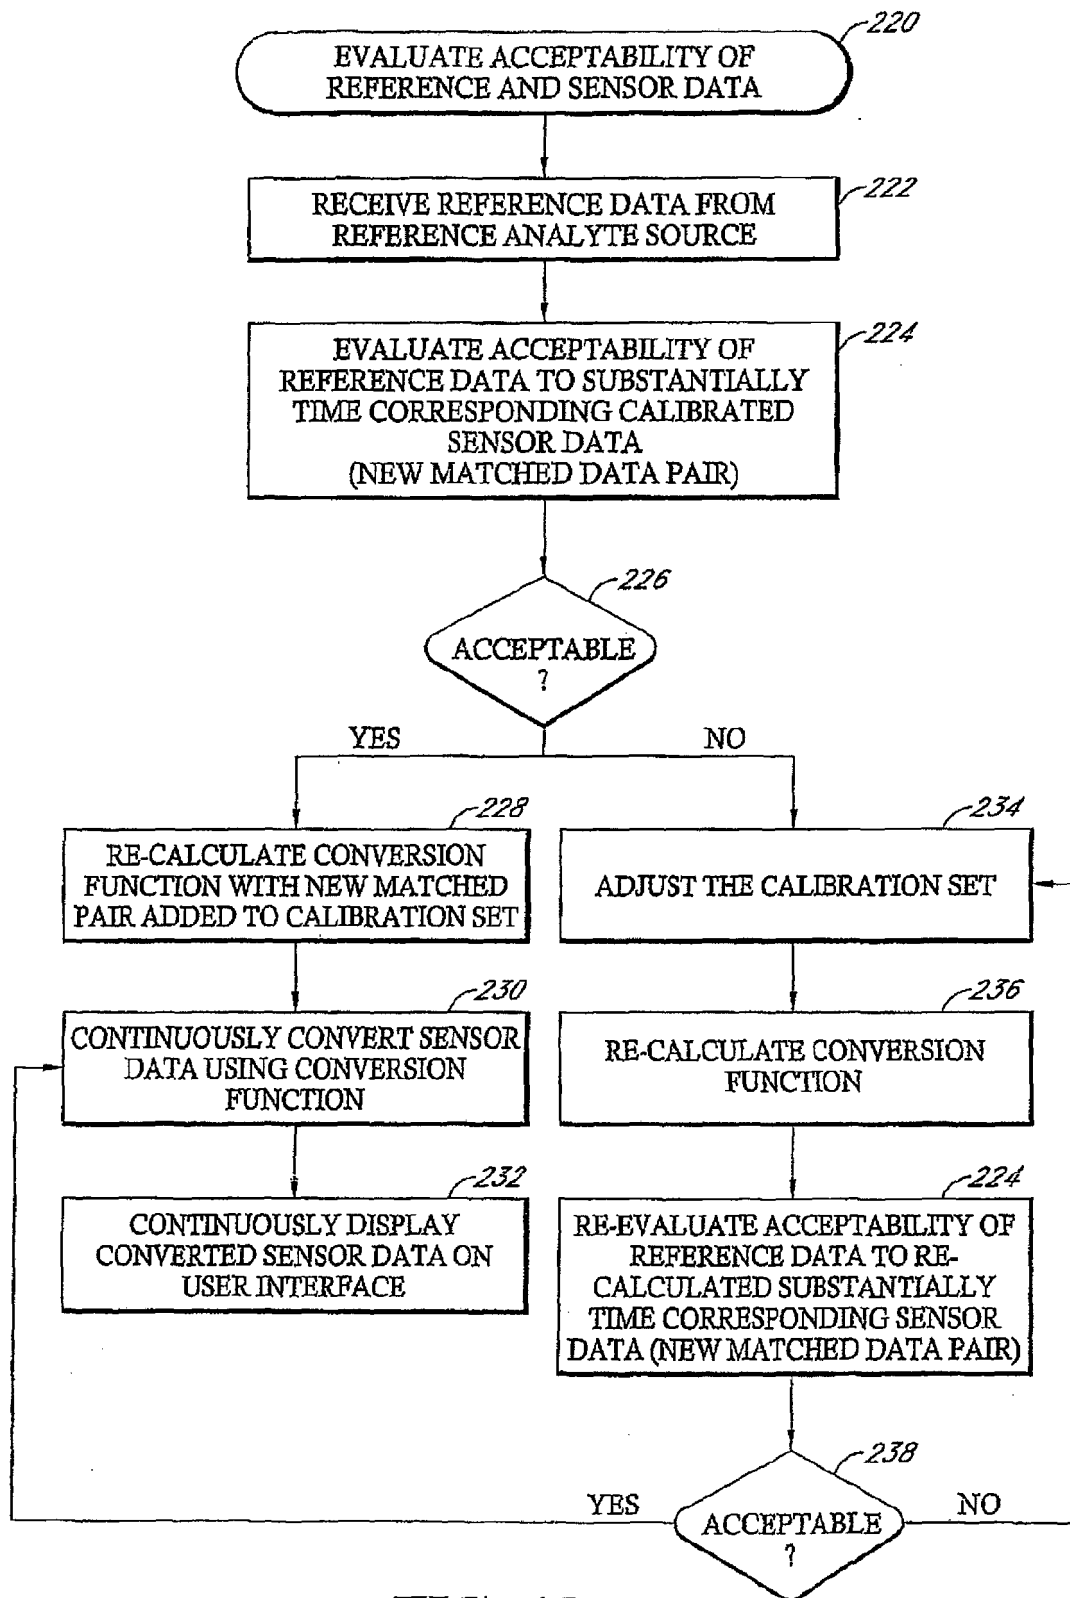 220
EVALUATE ACCEPTABILITY OF
REFERENCE AND SENSOR DATA
222
RECEIVE REFERENCE DATA FROM
REFERENCE ANALYTE SOURCE
224
EVALUATE ACCEPTABILITY OF
REFERENCE DATA TO SUBSTANTIALLY
TIME CORRESPONDING CALIBRATED
SENSOR DATA
(NEW MATCHED DATA PAIR)
226
ACCEPTABLE
?
YES
NO
228
RE-CALCULATE CONVERSION
FUNCTION WITH NEW MATCHED
PAIR ADDED TO CALIBRATION SET
230
CONTINUOUSLY CONVERT SENSOR
DATA USING CONVERSION
FUNCTION
232
CONTINUOUSLY DISPLAY
CONVERTED SENSOR DATA ON
USER INTERFACE
234
ADJUST THE CALIBRATION SET
236
RE-CALCULATE CONVERSION
FUNCTION
224
RE-EVALUATE ACCEPTABILITY OF
REFERENCE DATA TO RE-
CALCULATED SUBSTANTIALLY
TIME CORRESPONDING SENSOR
DATA (NEW MATCHED DATA PAIR)
238
YES
ACCEPTABLE
?
NO